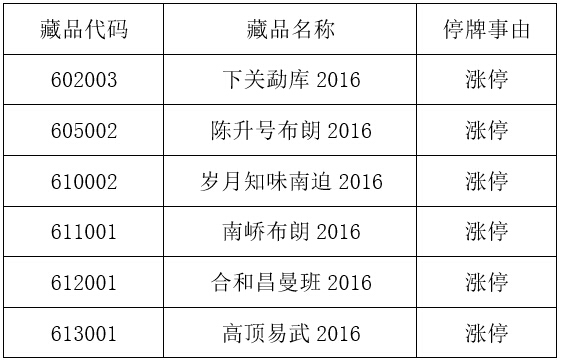 藏品代码 藏品名称 停牌事由
602003 下关勐库 2016 涨停
605002 陈升号布朗 2016 涨停
610002 岁月知味南迫 2016 涨停
611001 南峤布朗 2016 涨停
612001 合和昌曼班 2016 涨停
613001 高顶易武 2016 涨停